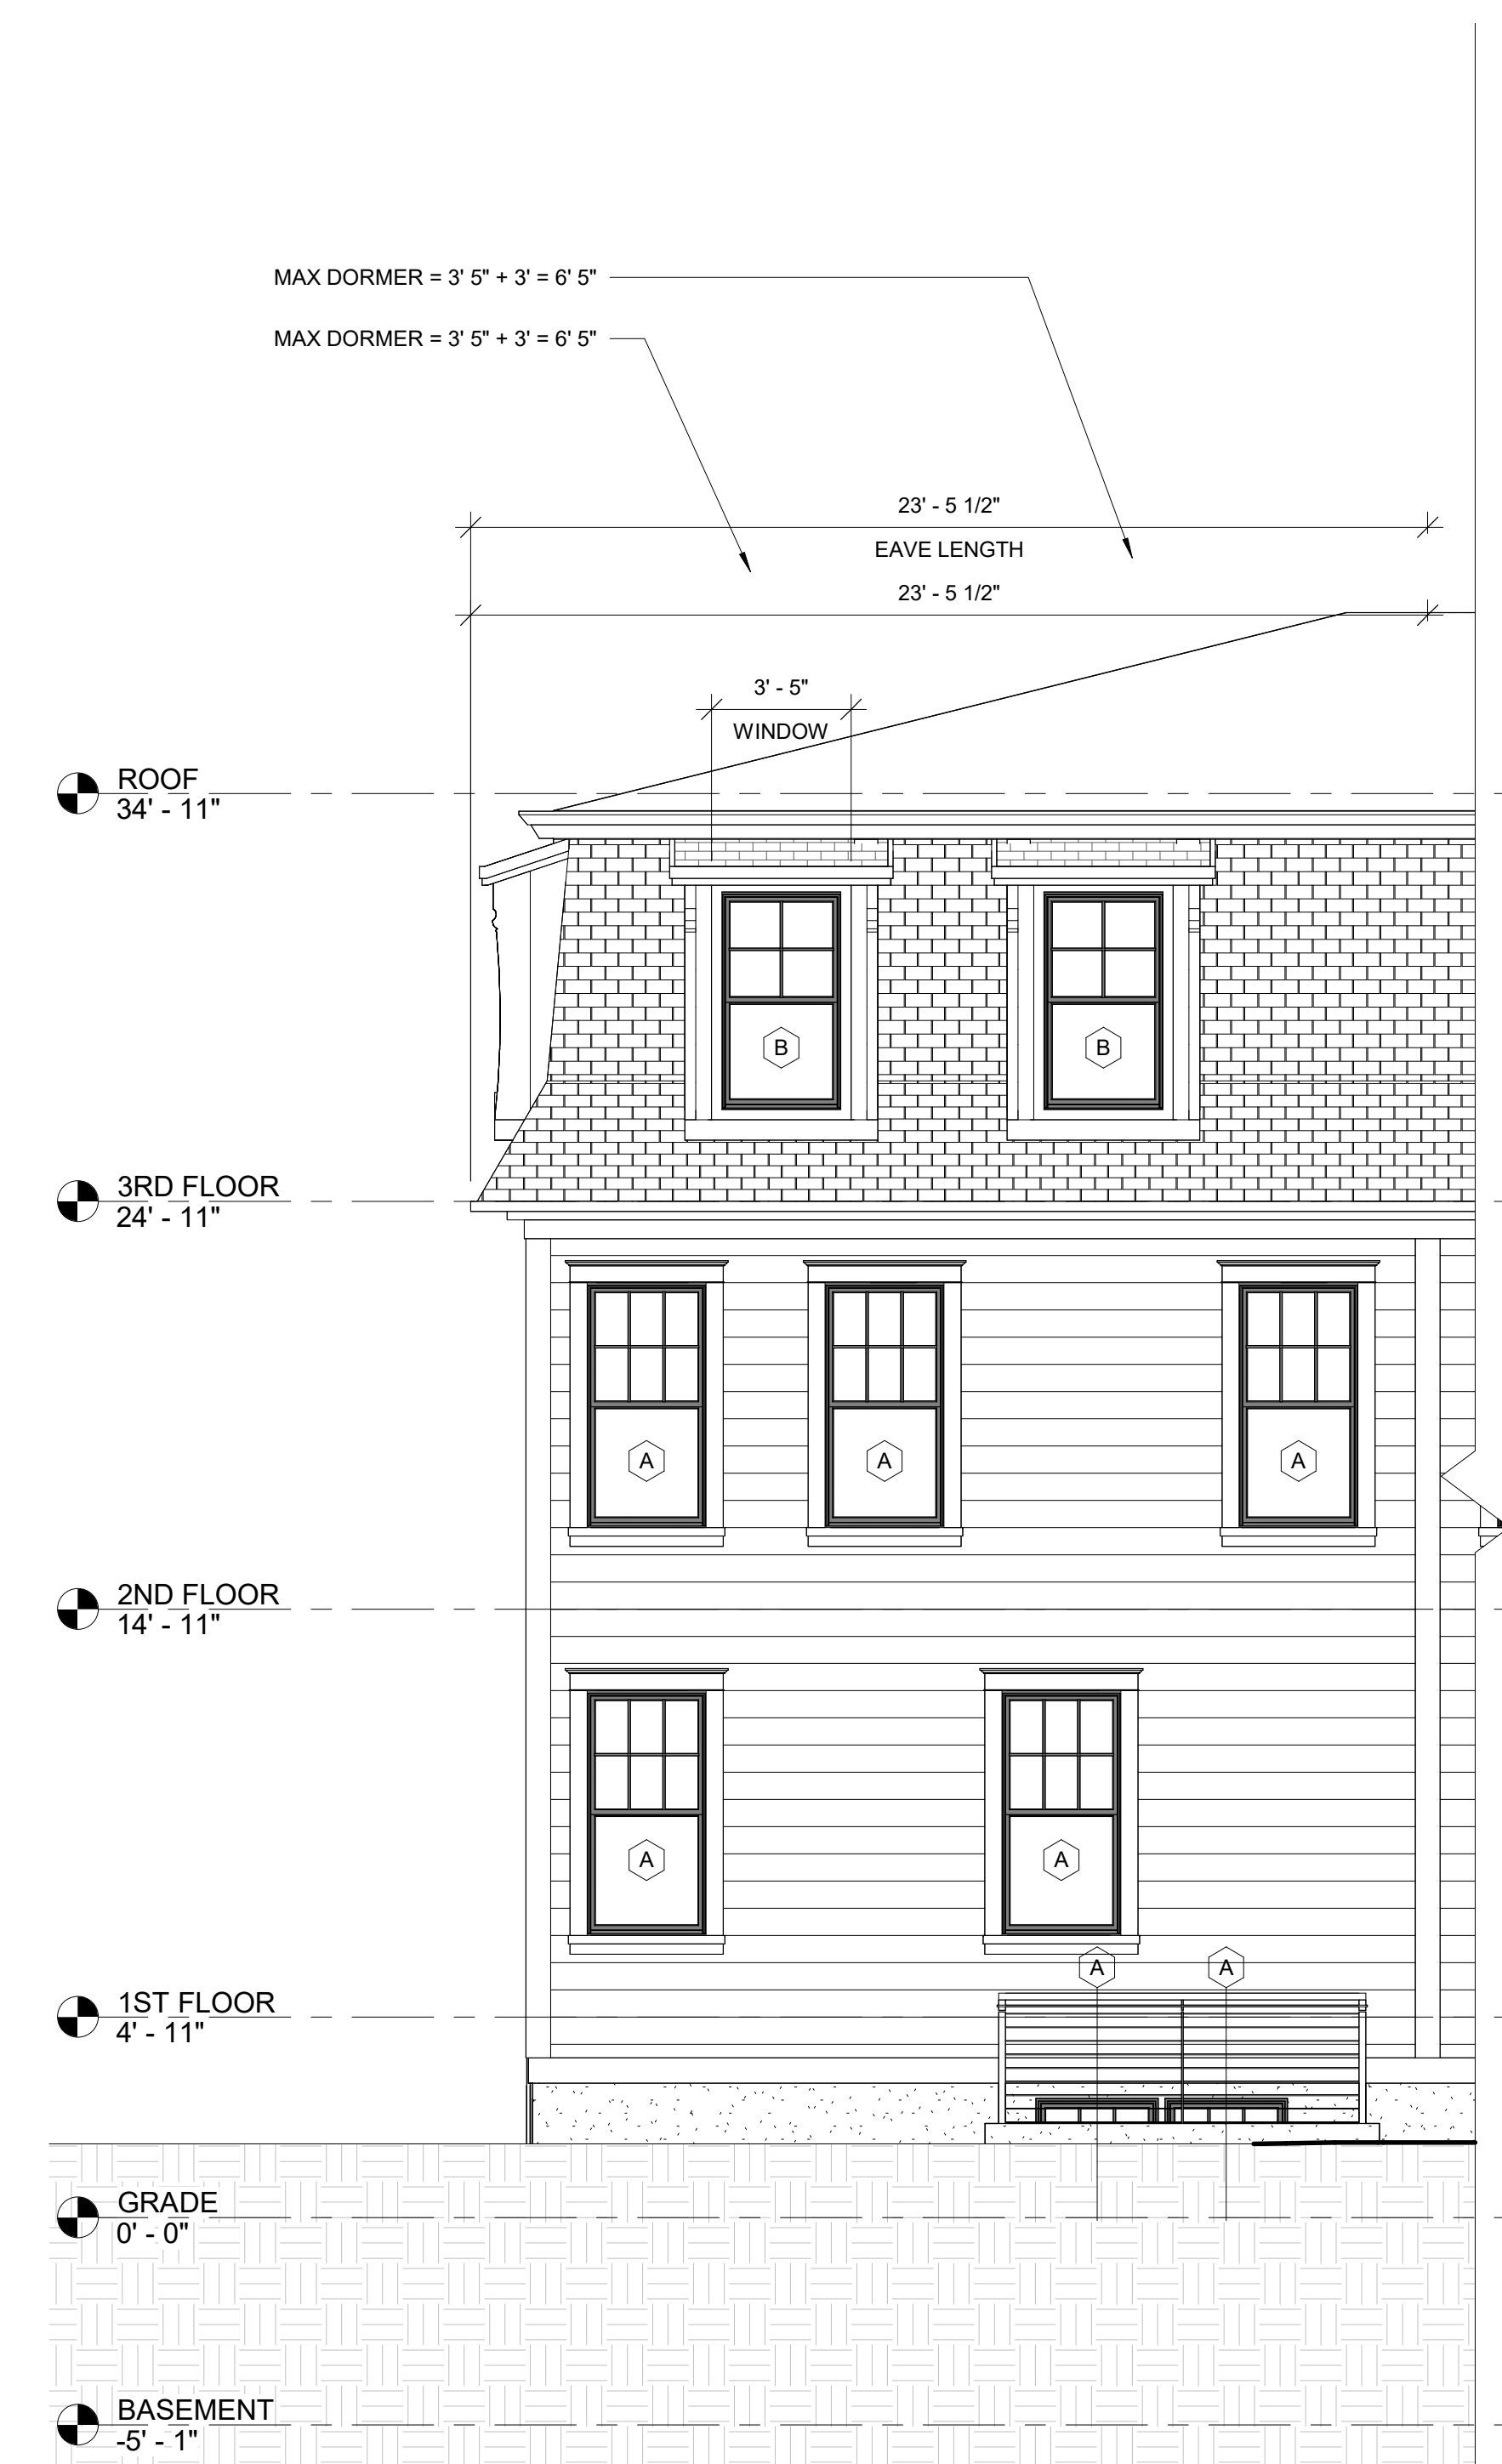 MAX DORMER = 3' 5" + 3' = 6' 5"
MAX DORMER = 3' 5" + 3' = 6' 5"
23' - 5 1/2"
EAVE LENGTH
23' - 5 1/2"
3' - 5"
WINDOW
ROOF
34' - 11"
B B
3RD FLOOR
24' - 11"
A A A
2ND FLOOR
14' - 11"
A A
A A
1ST FLOOR
4' - 11"
GRADE
0' - 0"
BASEMENT
-5' - 1"